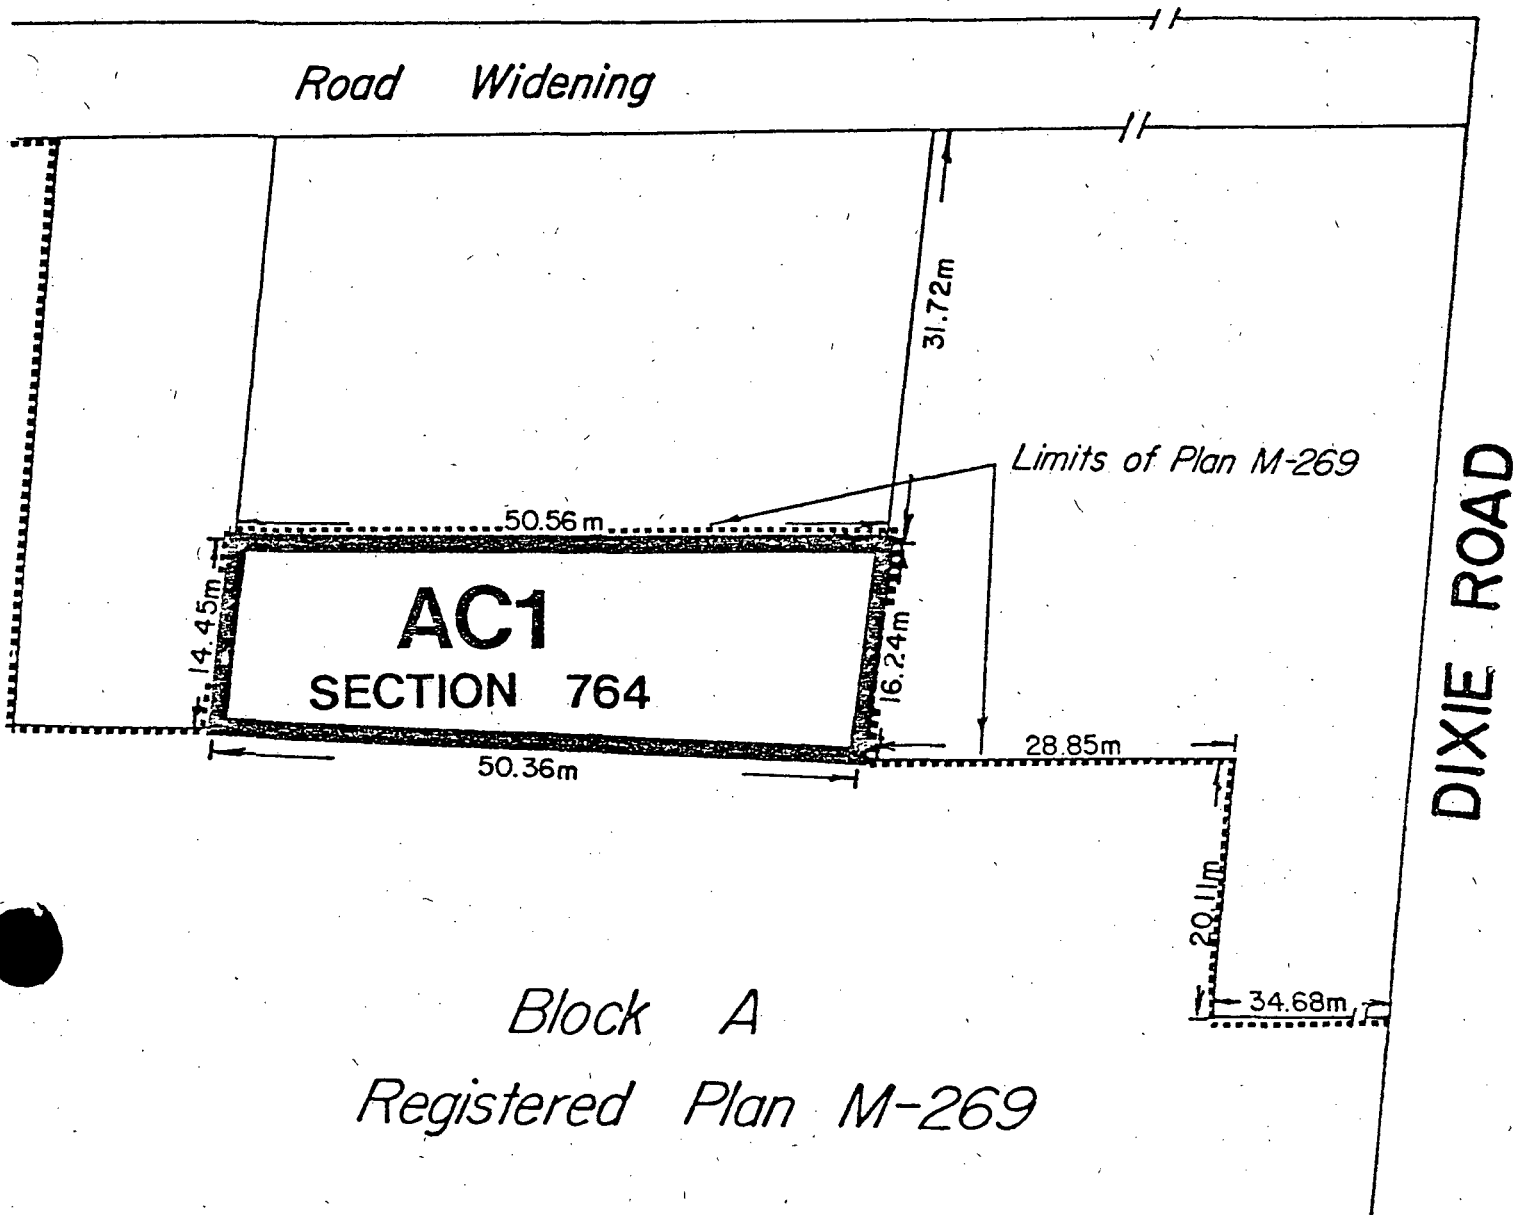 Road Widening
31.72m
Limits of Plan M-269
50.56m
14.45m
AC1
SECTION 764
16.24m
DIXIE ROAD
28.85m
50.36m
20.11m
34.68m
Block A
Registered Plan M-269